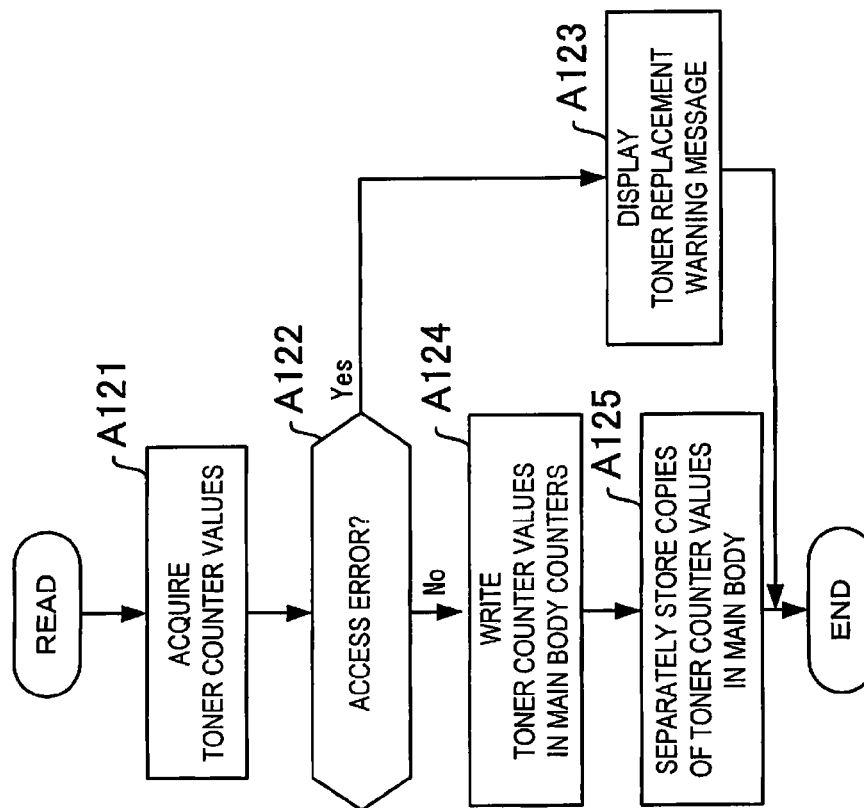 READ
A121
ACQUIRE
TONER COUNTER VALUES
A122
ACCESS ERROR?
Yes
No
A123
DISPLAY
TONER REPLACEMENT
WARNING MESSAGE
A124
WRITE
TONER COUNTER VALUES
IN MAIN BODY COUNTERS
A125
SEPARATELY STORE COPIES
OF TONER COUNTER VALUES
IN MAIN BODY
END